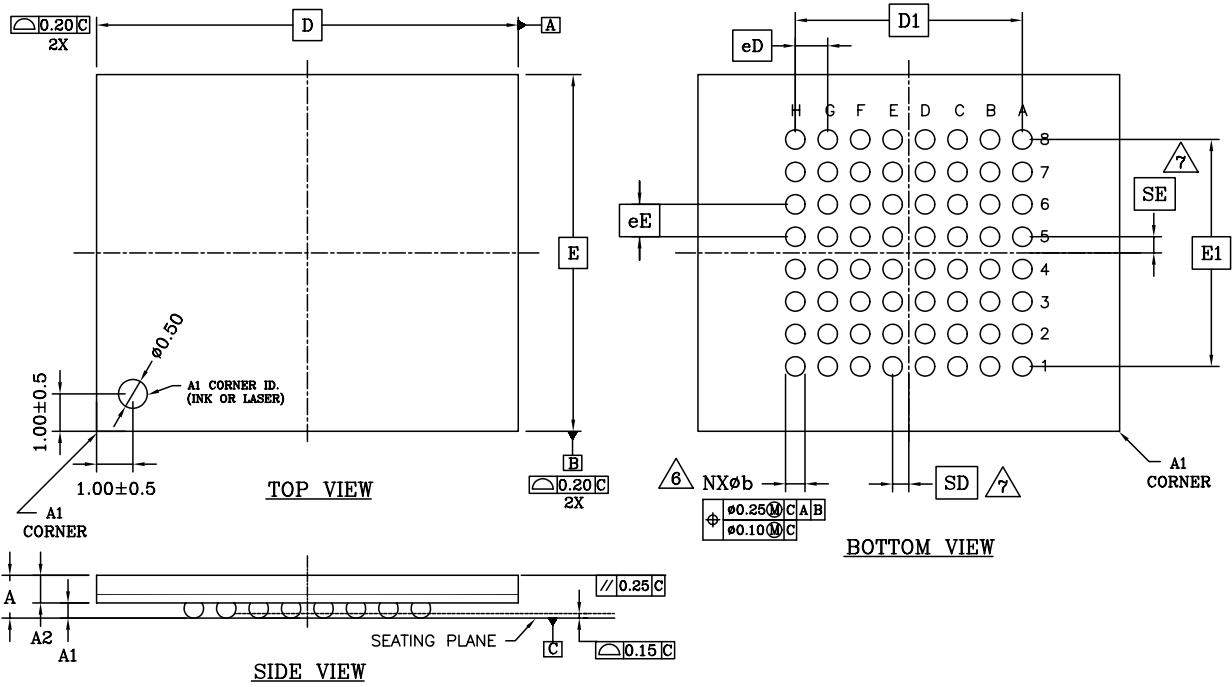 ⌓ 0.20 C
2X
D
A
E
ø0.50
A1 CORNER ID.
(INK OR LASER)
1.00±0.5
1.00±0.5
B
⌓ 0.20 C
2X
TOP VIEW
A1
CORNER
D1
eD
H G F E D C B A
8
7
6
5
4
3
2
1
7
SE
eE
E1
6
NXøb
⌖ ø0.25Ⓜ C A B
ø0.10Ⓜ C
SD
7
A1
CORNER
BOTTOM VIEW
A
A2
A1
// 0.25 C
SEATING PLANE
C
⌓ 0.15 C
SIDE VIEW